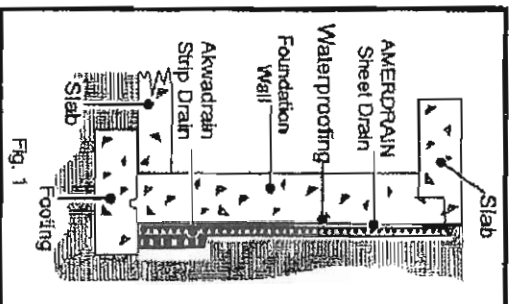 Slab
AMERDRAIN
Sheet Drain
Waterproofing
Foundation
Wall
Akwadrain
Strip Drain
Slab
Footing
Fig. 1